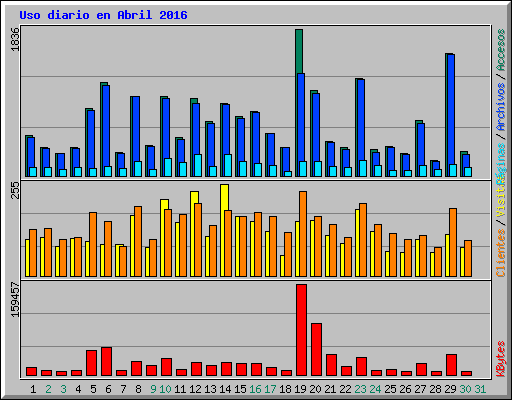 Uso diario en Abril 2016
1836
255
159457
Accesos / Archivos / Páginas
Visitas / Clientes
KBytes
1 2 3 4 5 6 7 8 9 10 11 12 13 14 15 16 17 18 19 20 21 22 23 24 25 26 27 28 29 30 31